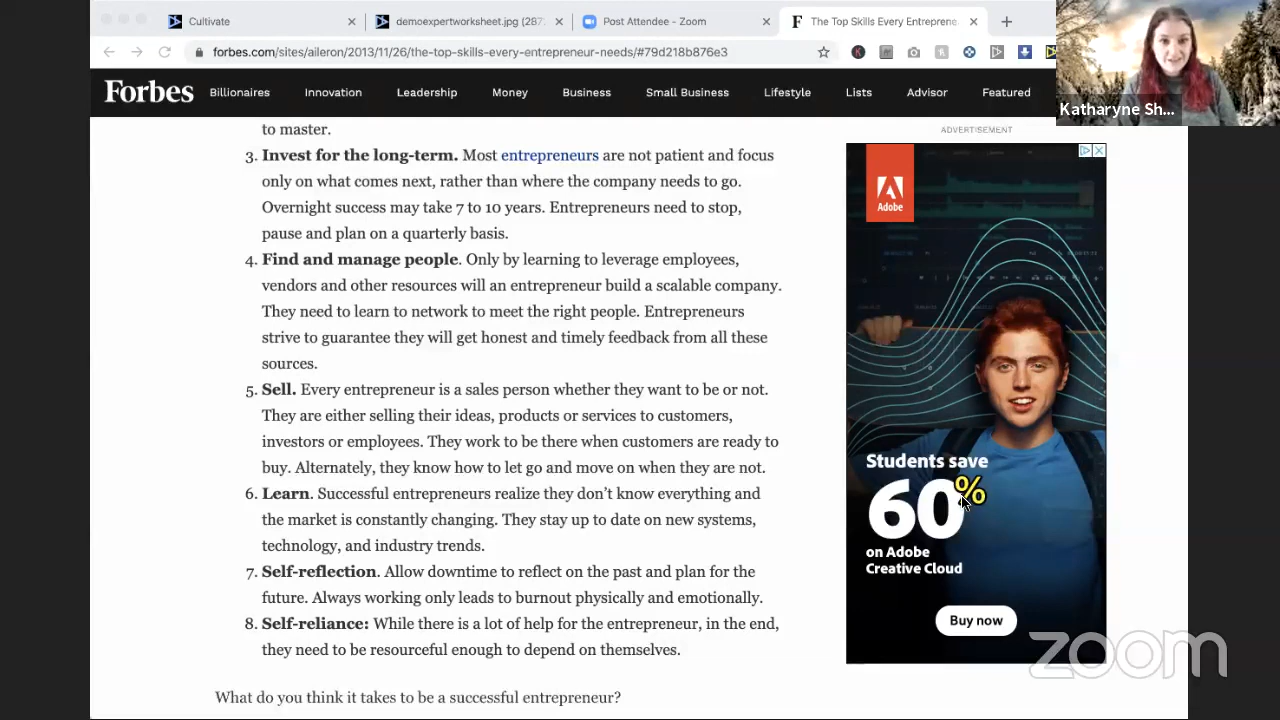 Cultivate
demoexpertworksheet.jpg (287
Post Attendee - Zoom
The Top Skills Every Entreprene
forbes.com/sites/aileron/2013/11/26/the-top-skills-every-entrepreneur-needs/#79d218b876e3
Katharyne Sh...
Forbes
Billionaires
Innovation
Leadership
Money
Business
Small Business
Lifestyle
Lists
Advisor
Featured
to master.
3. Invest for the long-term. Most entrepreneurs are not patient and focus
only on what comes next, rather than where the company needs to go.
Overnight success may take 7 to 10 years. Entrepreneurs need to stop,
pause and plan on a quarterly basis.
4. Find and manage people. Only by learning to leverage employees,
vendors and other resources will an entrepreneur build a scalable company.
They need to learn to network to meet the right people. Entrepreneurs
strive to guarantee they will get honest and timely feedback from all these
sources.
5. Sell. Every entrepreneur is a sales person whether they want to be or not.
They are either selling their ideas, products or services to customers,
investors or employees. They work to be there when customers are ready to
buy. Alternately, they know how to let go and move on when they are not.
6. Learn. Successful entrepreneurs realize they don’t know everything and
the market is constantly changing. They stay up to date on new systems,
technology, and industry trends.
7. Self-reflection. Allow downtime to reflect on the past and plan for the
future. Always working only leads to burnout physically and emotionally.
8. Self-reliance: While there is a lot of help for the entrepreneur, in the end,
they need to be resourceful enough to depend on themselves.
What do you think it takes to be a successful entrepreneur?
ADVERTISEMENT
Adobe
Students save
60%
on Adobe
Creative Cloud
Buy now
zoom